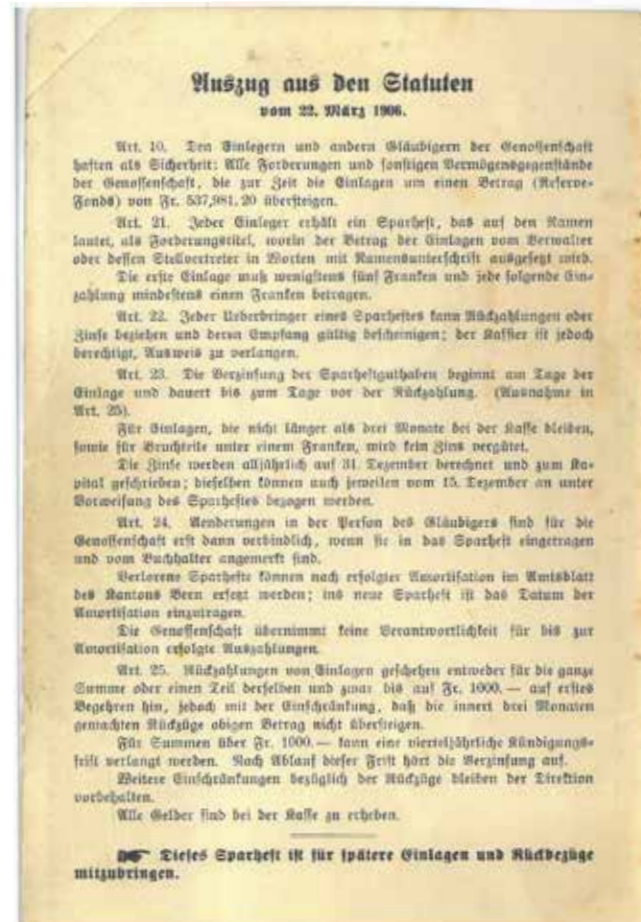 Auszug aus den Statuten
vom 22. März 1906.
Art. 10. Den Einlegern und andern Gläubigern der Genossenschaft
haften als Sicherheit: Alle Forderungen und sonstigen Vermögensgegenstände
der Genossenschaft, die zur Zeit die Einlagen um einen Betrag (Reserve-
Fonds) von Fr. 537,981.20 übersteigen.
Art. 21. Jeder Einleger erhält ein Sparheft, das auf den Namen
lautet, als Forderungstitel, worin der Betrag der Einlagen vom Verwalter
oder dessen Stellvertreter in Worten mit Namensunterschrift ausgesetzt wird.
Die erste Einlage muß wenigstens fünf Franken und jede folgende Ein-
zahlung mindestens einen Franken betragen.
Art. 22. Jeder Ueberbringer eines Sparheftes kann Rückzahlungen oder
Zinse beziehen und deren Empfang gültig bescheinigen; der Kassier ist jedoch
berechtigt, Ausweis zu verlangen.
Art. 23. Die Verzinsung der Sparheftguthaben beginnt am Tage der
Einlage und dauert bis zum Tage vor der Rückzahlung. (Ausnahme in
Art. 25).
Für Einlagen, die nicht länger als drei Monate bei der Kasse bleiben,
sowie für Bruchteile unter einem Franken, wird kein Zins vergütet.
Die Zinse werden alljährlich auf 31. Dezember berechnet und zum Ka-
pital geschrieben; dieselben können auch jeweilen vom 15. Dezember an unter
Vorweisung des Sparheftes bezogen werden.
Art. 24. Aenderungen in der Person des Gläubigers sind für die
Genossenschaft erst dann verbindlich, wenn sie in das Sparheft eingetragen
und vom Buchhalter angemerkt sind.
Verlorene Sparhefte können nach erfolgter Amortisation im Amtsblatt
des Kantons Bern ersetzt werden; ins neue Sparheft ist das Datum der
Amortisation einzutragen.
Die Genossenschaft übernimmt keine Verantwortlichkeit für bis zur
Amortisation erfolgte Auszahlungen.
Art. 25. Rückzahlungen von Einlagen geschehen entweder für die ganze
Summe oder einen Teil derselben und zwar bis auf Fr. 1000.— auf erstes
Begehren hin, jedoch mit der Einschränkung, daß die innert drei Monaten
gemachten Rückzüge obigen Betrag nicht übersteigen.
Für Summen über Fr. 1000.— kann eine vierteljährliche Kündigungs-
frist verlangt werden. Nach Ablauf dieser Frist hört die Verzinsung auf.
Weitere Einschränkungen bezüglich der Rückzüge bleiben der Direktion
vorbehalten.
Alle Gelder sind bei der Kasse zu erheben.
☛ Dieses Sparheft ist für spätere Einlagen und Rückbezüge
mitzubringen.